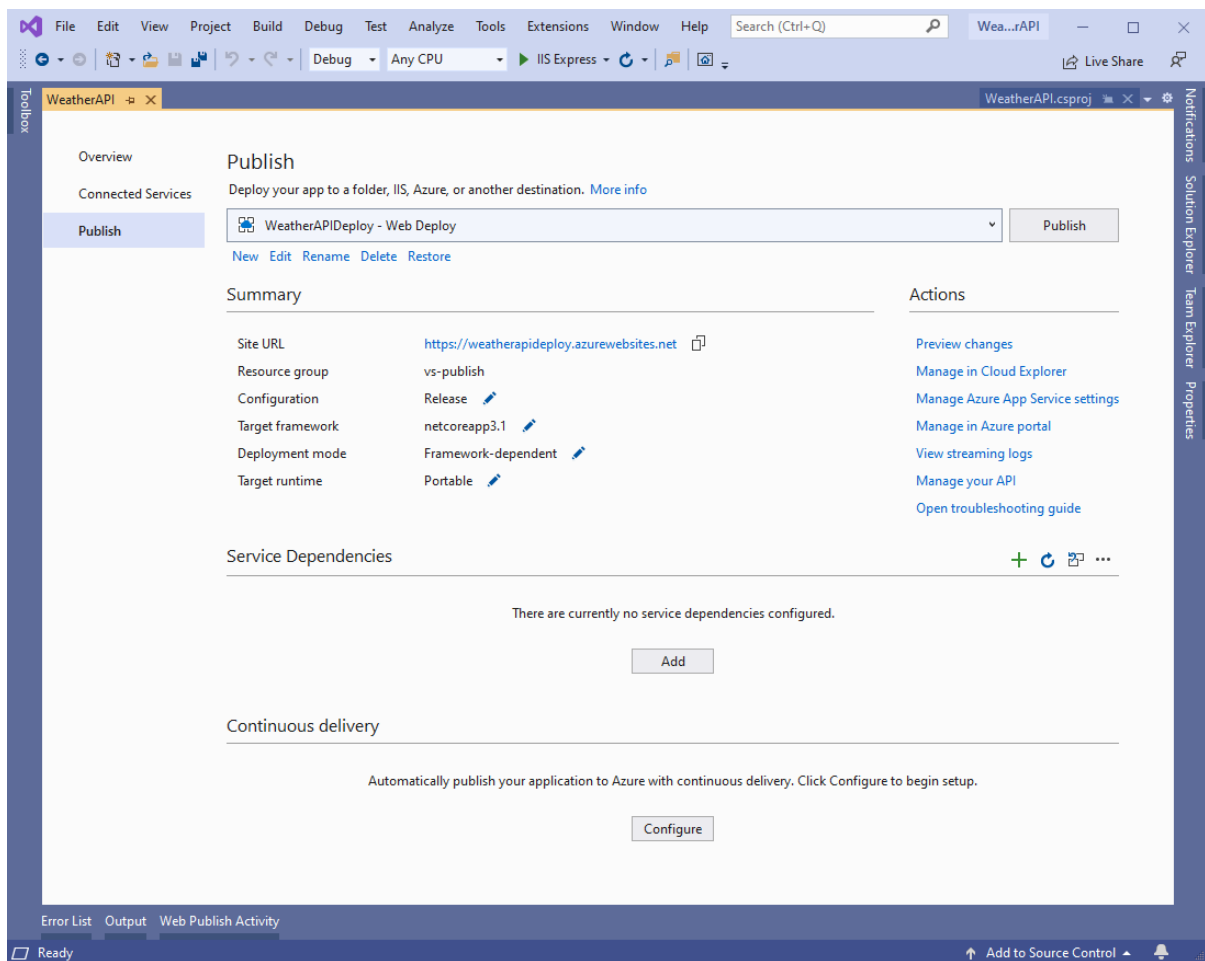 File Edit View Project Build Debug Test Analyze Tools Extensions Window Help Search (Ctrl+Q) Wea...rAPI
Debug Any CPU IIS Express Live Share
Toolbox
WeatherAPI
WeatherAPI.csproj
Notifications
Solution Explorer
Team Explorer
Properties
Overview
Connected Services
Publish
Publish
Deploy your app to a folder, IIS, Azure, or another destination. More info
WeatherAPIDeploy - Web Deploy
Publish
New Edit Rename Delete Restore
Summary
Site URL https://weatherapideploy.azurewebsites.net
Resource group vs-publish
Configuration Release
Target framework netcoreapp3.1
Deployment mode Framework-dependent
Target runtime Portable
Actions
Preview changes
Manage in Cloud Explorer
Manage Azure App Service settings
Manage in Azure portal
View streaming logs
Manage your API
Open troubleshooting guide
Service Dependencies
There are currently no service dependencies configured.
Add
Continuous delivery
Automatically publish your application to Azure with continuous delivery. Click Configure to begin setup.
Configure
Error List Output Web Publish Activity
Ready Add to Source Control